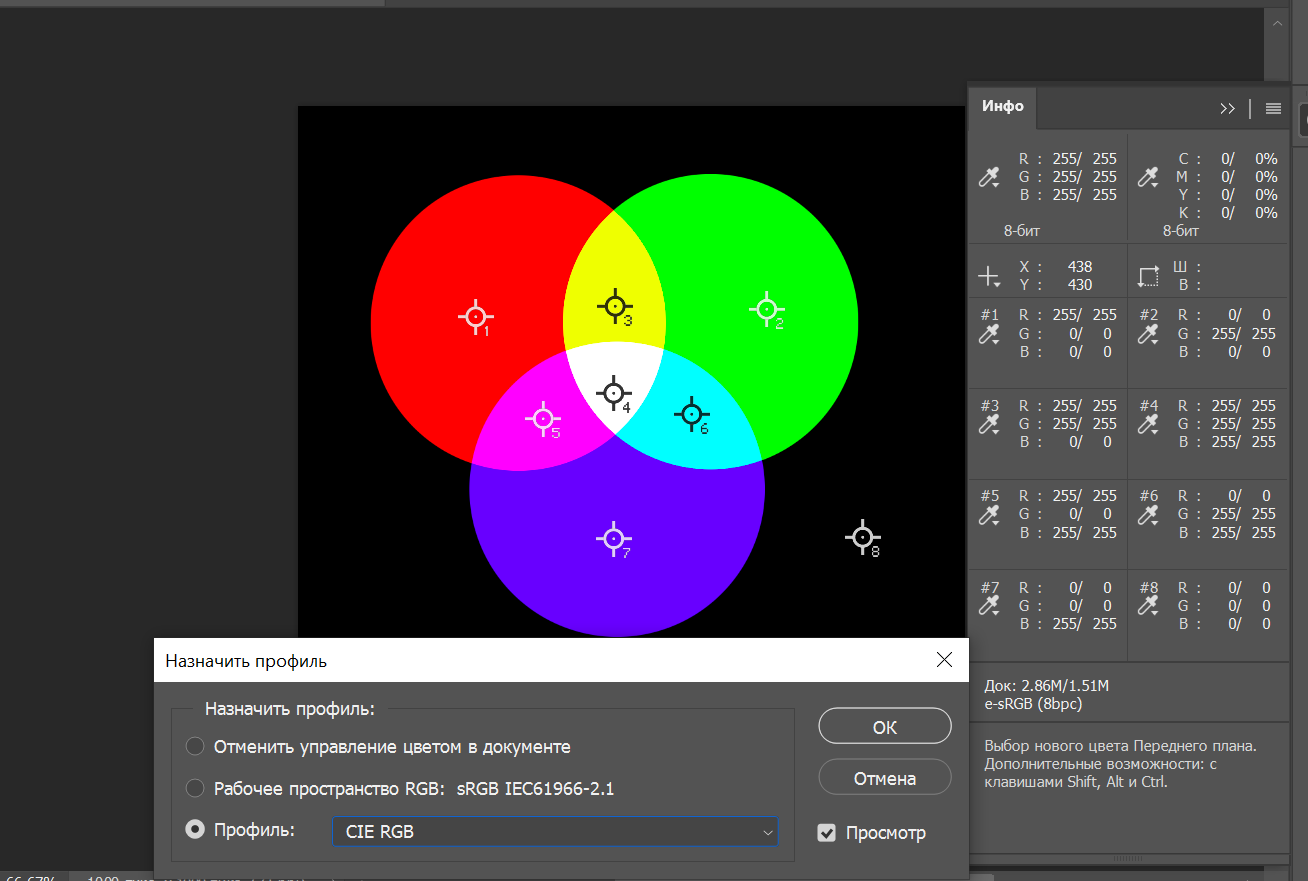 Инфо
R : 255/ 255
G : 255/ 255
B : 255/ 255
8-бит
C : 0/ 0%
M : 0/ 0%
Y : 0/ 0%
K : 0/ 0%
8-бит
X : 438
Y : 430
Ш :
В :
#1 R : 255/ 255
G : 0/ 0
B : 0/ 0
#2 R : 0/ 0
G : 255/ 255
B : 0/ 0
#3 R : 255/ 255
G : 255/ 255
B : 0/ 0
#4 R : 255/ 255
G : 255/ 255
B : 255/ 255
#5 R : 255/ 255
G : 0/ 0
B : 255/ 255
#6 R : 0/ 0
G : 255/ 255
B : 255/ 255
#7 R : 0/ 0
G : 0/ 0
B : 255/ 255
#8 R : 0/ 0
G : 0/ 0
B : 0/ 0
Док: 2.86M/1.51M
e-sRGB (8bpc)
Выбор нового цвета Переднего плана.
Дополнительные возможности: с
клавишами Shift, Alt и Ctrl.
1
2
3
4
5
6
7
8
Назначить профиль
Назначить профиль:
Отменить управление цветом в документе
Рабочее пространство RGB: sRGB IEC61966-2.1
Профиль: CIE RGB
ОК
Отмена
Просмотр
66,67%